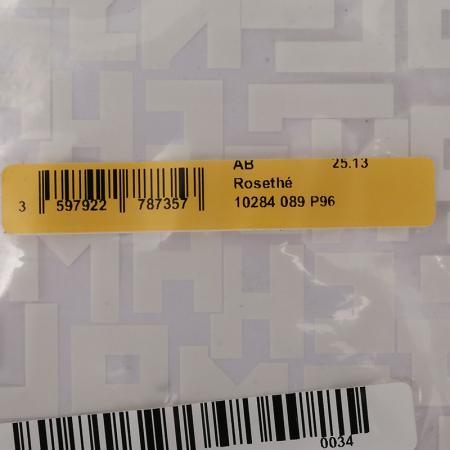 AB 25.13
Rosethé
10284 089 P96
3 597922 787357
0034